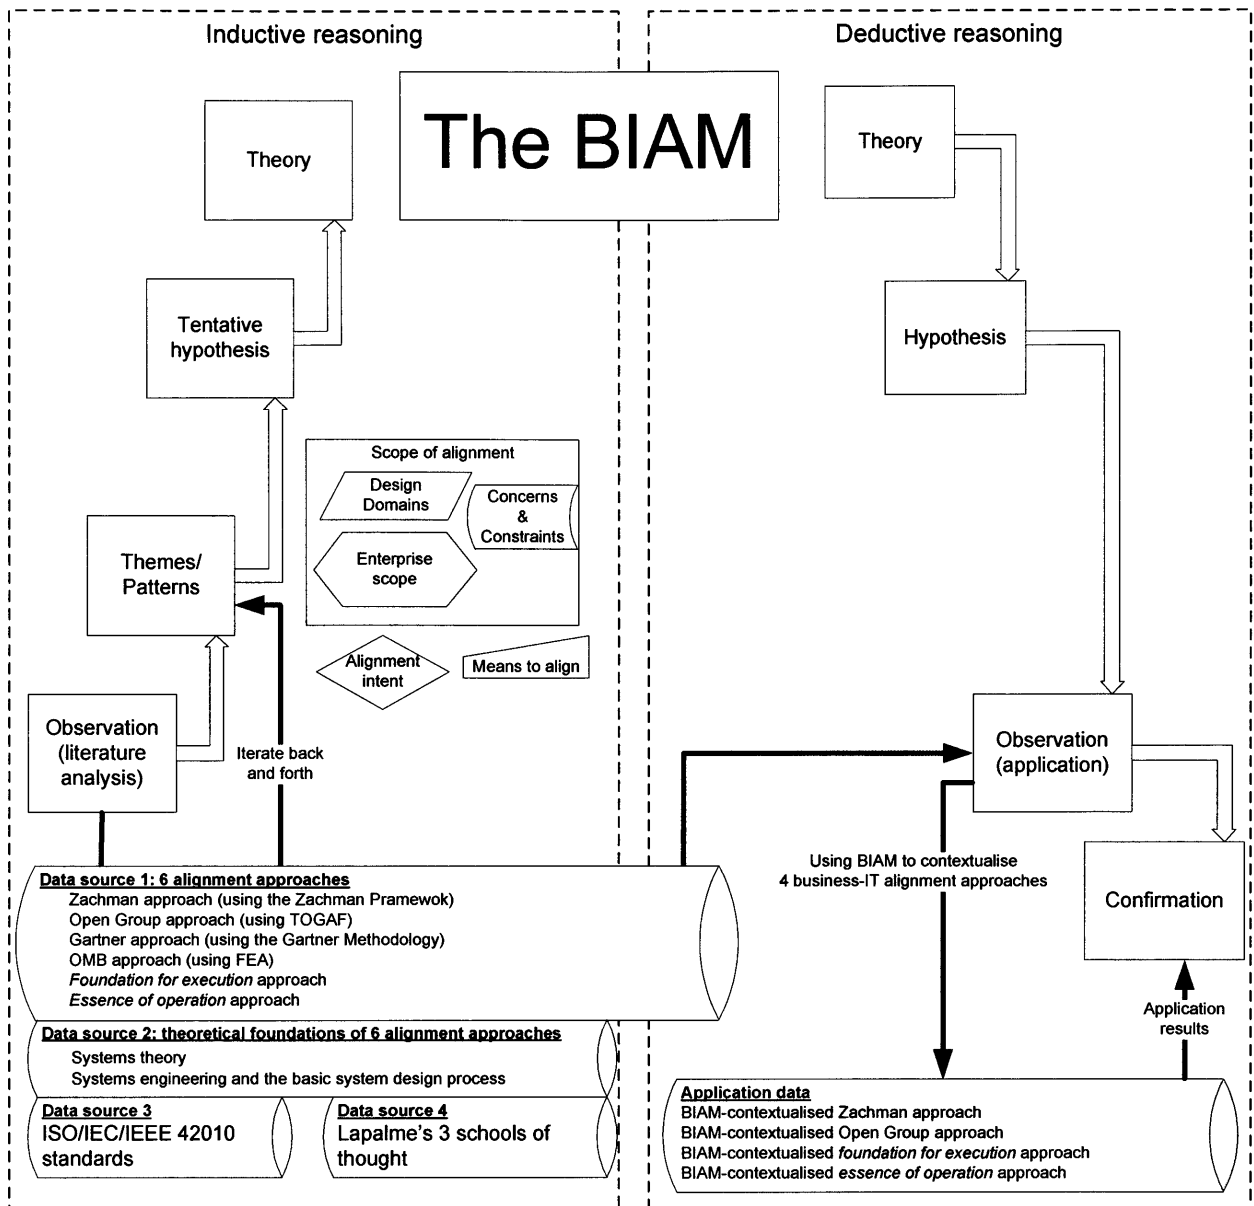 Inductive reasoning
Deductive reasoning
The BIAM
Theory
Theory
Tentative
hypothesis
Hypothesis
Scope of alignment
Design
Domains
Concerns
&
Constraints
Enterprise
scope
Themes/
Patterns
Alignment
intent
Means to align
Observation
(literature
analysis)
Iterate back
and forth
Observation
(application)
Using BIAM to contextualise
4 business-IT alignment approaches
Confirmation
Application
results
Data source 1: 6 alignment approaches
Zachman approach (using the Zachman Pramewok)
Open Group approach (using TOGAF)
Gartner approach (using the Gartner Methodology)
OMB approach (using FEA)
Foundation for execution approach
Essence of operation approach
Data source 2: theoretical foundations of 6 alignment approaches
Systems theory
Systems engineering and the basic system design process
Data source 3
ISO/IEC/IEEE 42010
standards
Data source 4
Lapalme's 3 schools of
thought
Application data
BIAM-contextualised Zachman approach
BIAM-contextualised Open Group approach
BIAM-contextualised foundation for execution approach
BIAM-contextualised essence of operation approach